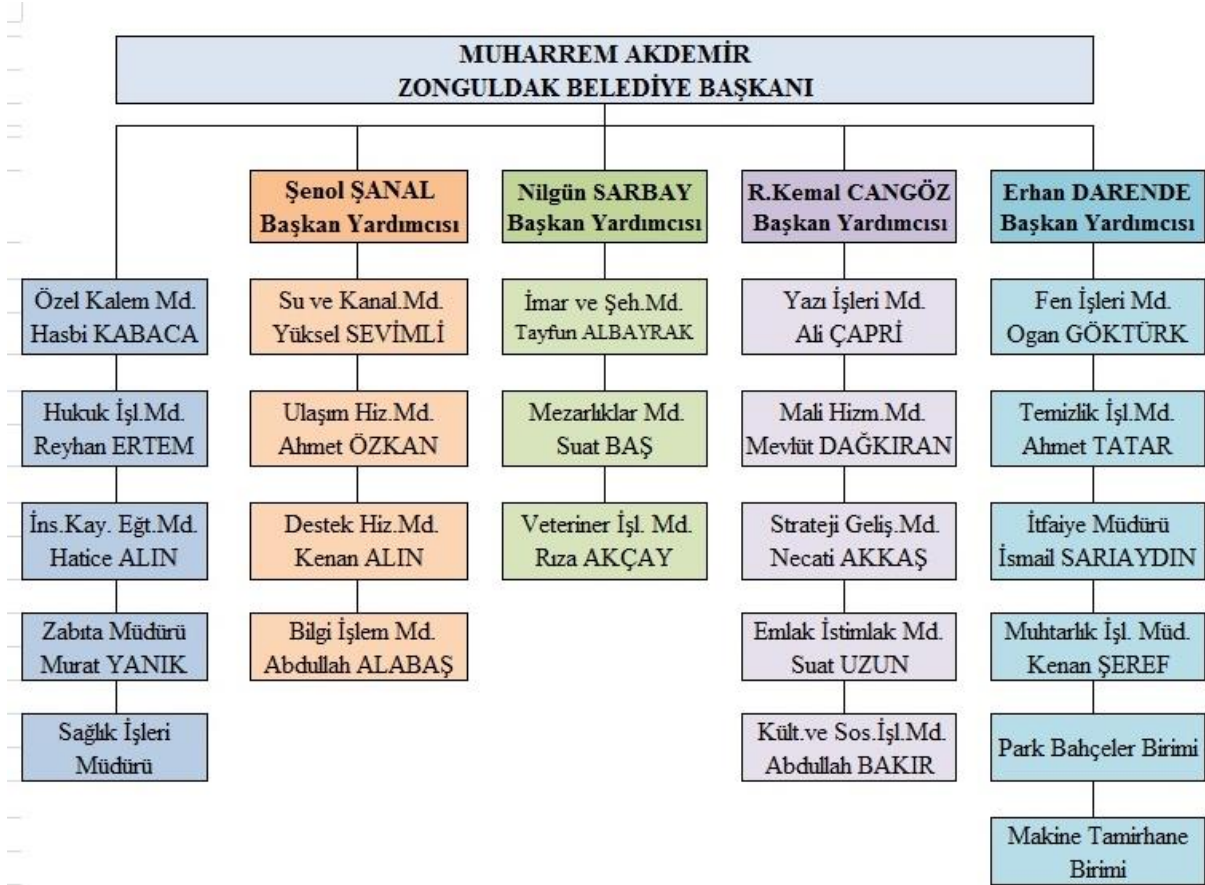 MUHARREM AKDEMİR
ZONGULDAK BELEDİYE BAŞKANI
Şenol ŞANAL
Başkan Yardımcısı
Nilgün SARBAY
Başkan Yardımcısı
R.Kemal CANGÖZ
Başkan Yardımcısı
Erhan DARENDE
Başkan Yardımcısı
Özel Kalem Md.
Hasbi KABACA
Hukuk İşl.Md.
Reyhan ERTEM
İns.Kay. Eğt.Md.
Hatice ALIN
Zabıta Müdürü
Murat YANIK
Sağlık İşleri
Müdürü
Su ve Kanal.Md.
Yüksel SEVİMLİ
Ulaşım Hiz.Md.
Ahmet ÖZKAN
Destek Hiz.Md.
Kenan ALIN
Bilgi İşlem Md.
Abdullah ALABAŞ
İmar ve Şeh.Md.
Tayfun ALBAYRAK
Mezarlıklar Md.
Suat BAŞ
Veteriner İşl. Md.
Rıza AKÇAY
Yazı İşleri Md.
Ali ÇAPRİ
Mali Hizm.Md.
Mevlüt DAĞKIRAN
Strateji Geliş.Md.
Necati AKKAŞ
Emlak İstimlak Md.
Suat UZUN
Kült.ve Sos.İşl.Md.
Abdullah BAKIR
Fen İşleri Md.
Ogan GÖKTÜRK
Temizlik İşl.Md.
Ahmet TATAR
İtfaiye Müdürü
İsmail SARIAYDIN
Muhtarlık İşl. Müd.
Kenan ŞEREF
Park Bahçeler Birimi
Makine Tamirhane
Birimi